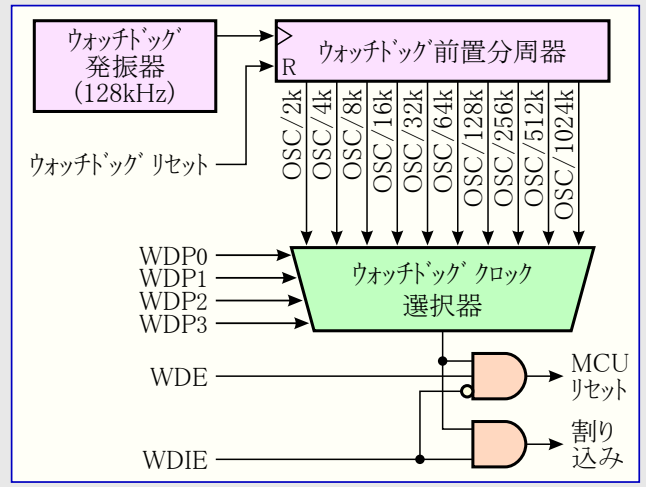 ｳｫｯﾁﾄﾞｯｸﾞ
発振器
(128kHz)
ｳｫｯﾁﾄﾞｯｸﾞ前置分周器
R
ｳｫｯﾁﾄﾞｯｸﾞ ﾘｾｯﾄ
OSC/2k
OSC/4k
OSC/8k
OSC/16k
OSC/32k
OSC/64k
OSC/128k
OSC/256k
OSC/512k
OSC/1024k
WDP0
WDP1
WDP2
WDP3
ｳｫｯﾁﾄﾞｯｸﾞ ｸﾛｯｸ
選択器
WDE
MCU
ﾘｾｯﾄ
WDIE
割り
込み